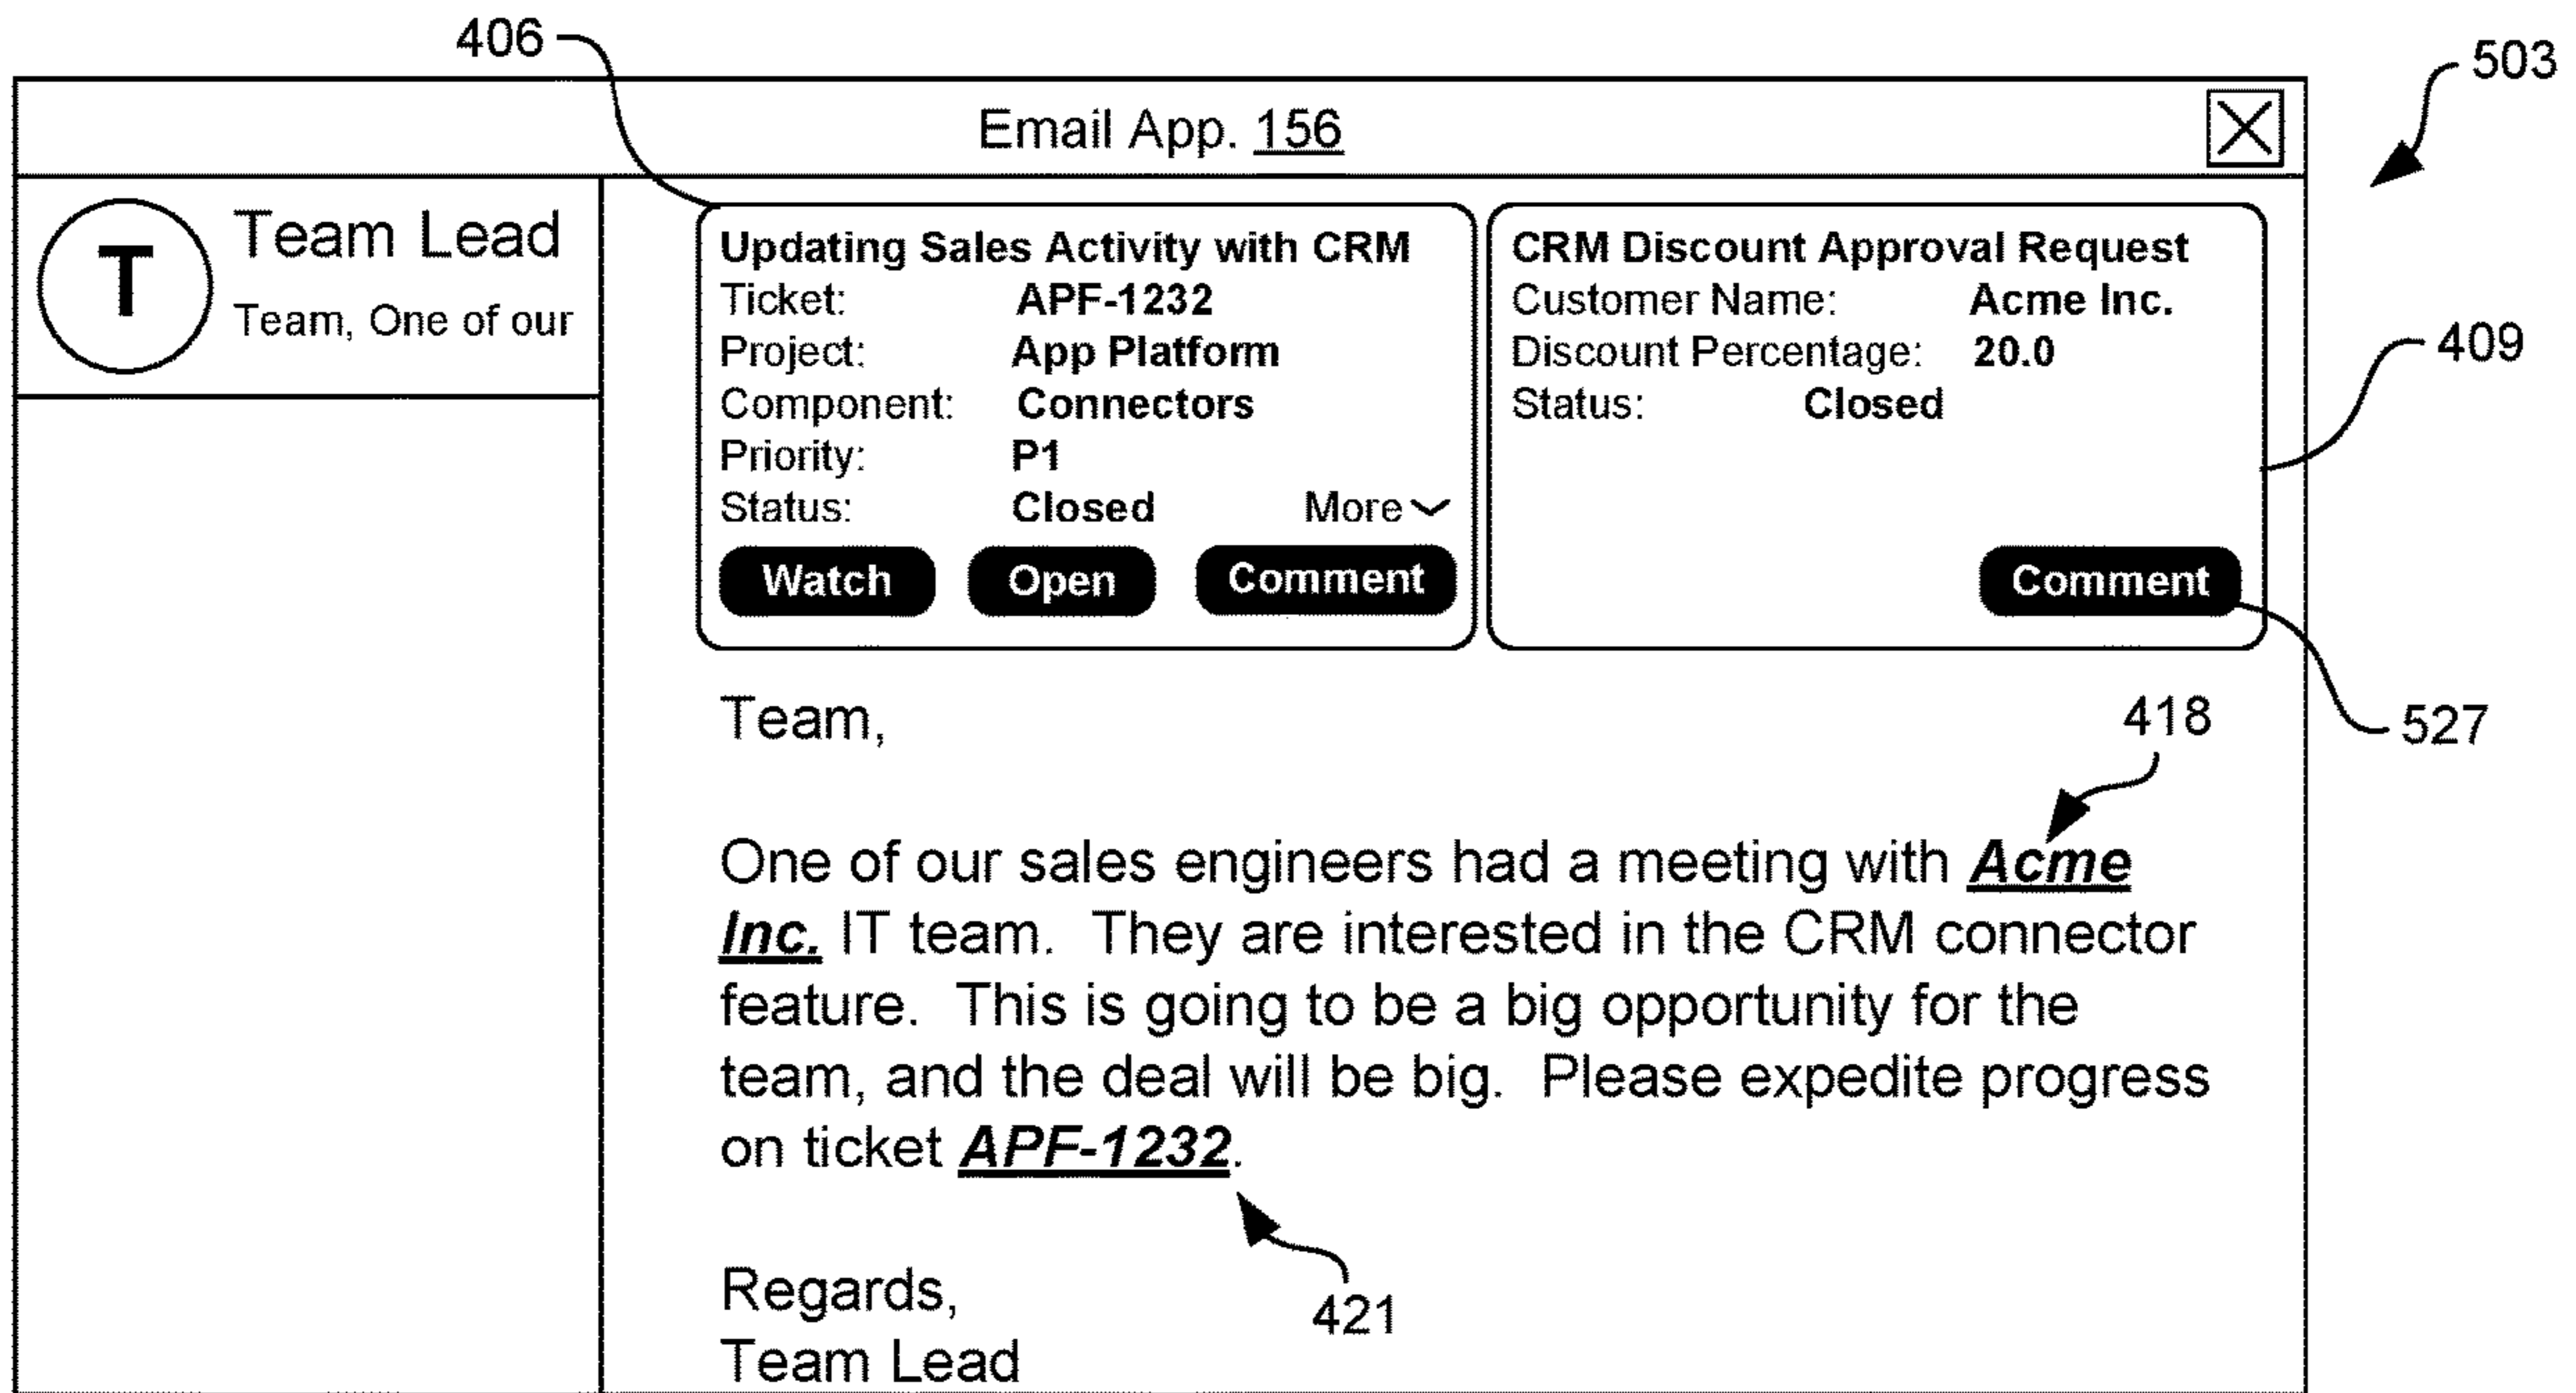 406
503
Email App. 156
T
Team Lead
Team, One of our
Updating Sales Activity with CRM
Ticket: APF-1232
Project: App Platform
Component: Connectors
Priority: P1
Status: Closed More
Watch Open Comment
CRM Discount Approval Request
Customer Name: Acme Inc.
Discount Percentage: 20.0
Status: Closed
Comment
409
527
Team,
418
One of our sales engineers had a meeting with Acme
Inc. IT team. They are interested in the CRM connector
feature. This is going to be a big opportunity for the
team, and the deal will be big. Please expedite progress
on ticket APF-1232.
421
Regards,
Team Lead